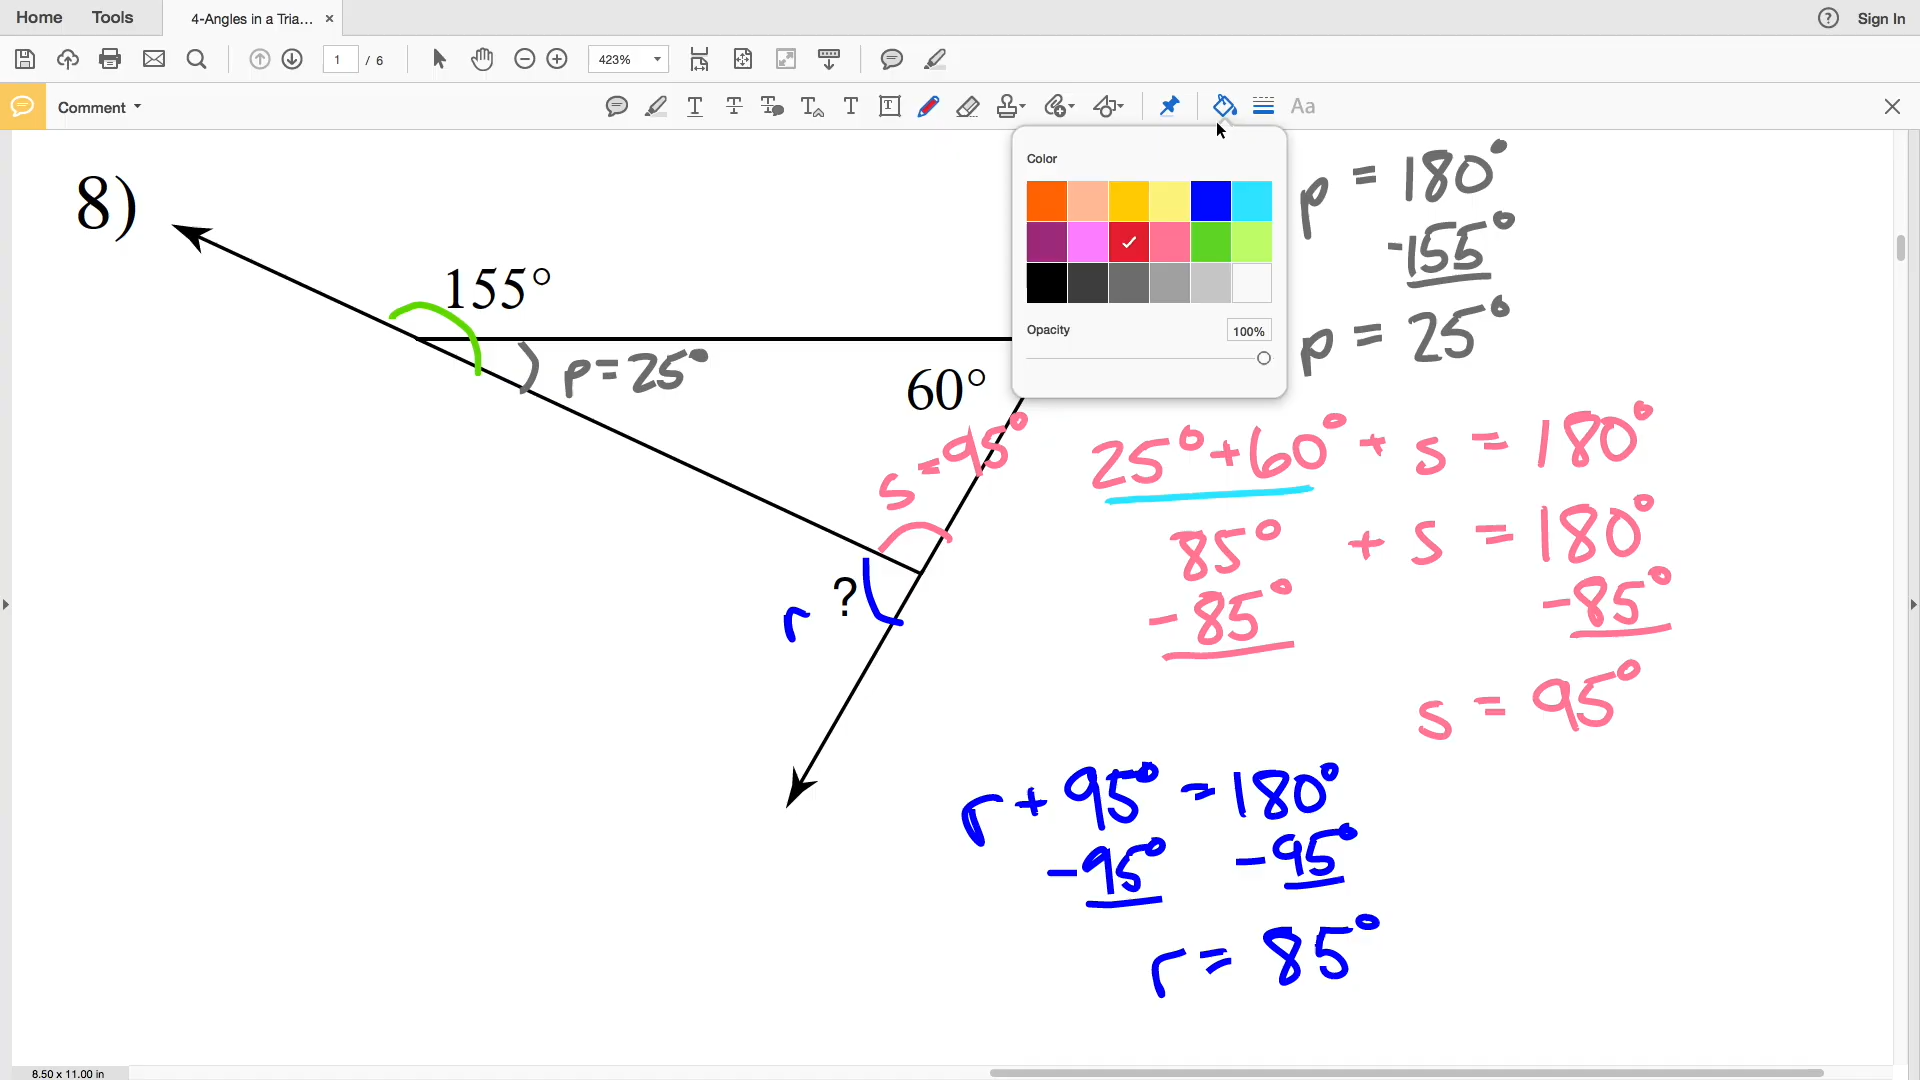 Home Tools 4-Angles in a Tria... × Sign In
1 / 6 423%
Comment Aa
Color
Opacity 100%
8)
155°
p=25°
60°
s=95°
?
r
p = 180°
-155°
p = 25°
25°+60° + s = 180°
85° + s = 180°
-85° -85°
s = 95°
r + 95° = 180°
-95° -95°
r = 85°
8.50 x 11.00 in